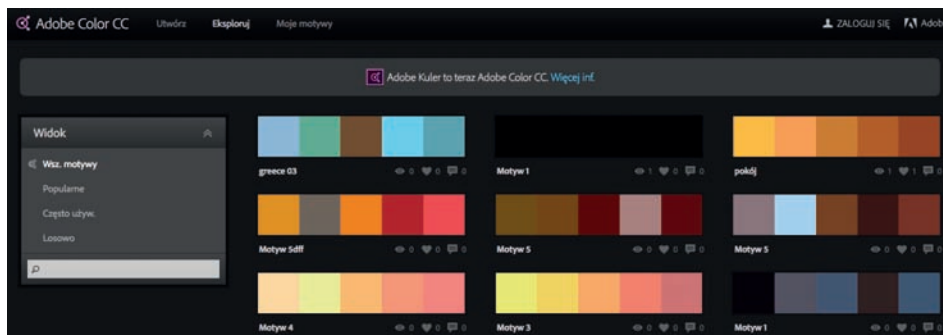 Adobe Color CC Utwórz Eksploruj Moje motywy ZALOGUJ SIĘ Adob
Adobe Kuler to teraz Adobe Color CC. Więcej inf.
Widok
Wsz. motywy
Popularne
Często używ.
Losowo
greece 03 0 0 0
Motyw 1 1 0 0
pokój 1 1 0
Motyw 5dff 0 0 0
Motyw 5 0 0 0
Motyw 5 0 0 0
Motyw 4 0 0 0
Motyw 3 0 0 0
Motyw 1 0 0 0